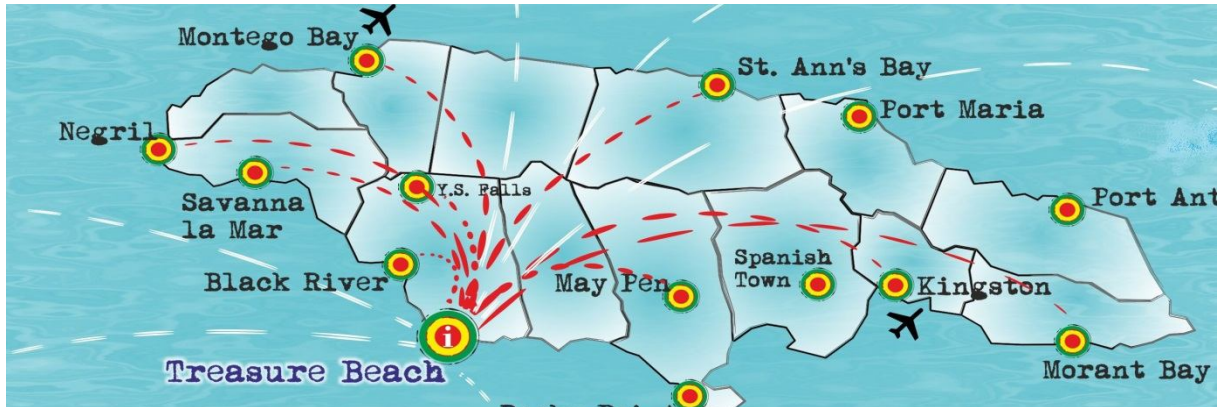 Montego Bay
St. Ann's Bay
Port Maria
Negril
Savanna
la Mar
Y.S. Falls
Port Ant
Black River
May Pen
Spanish
Town
Kingston
i
Treasure Beach
Morant Bay